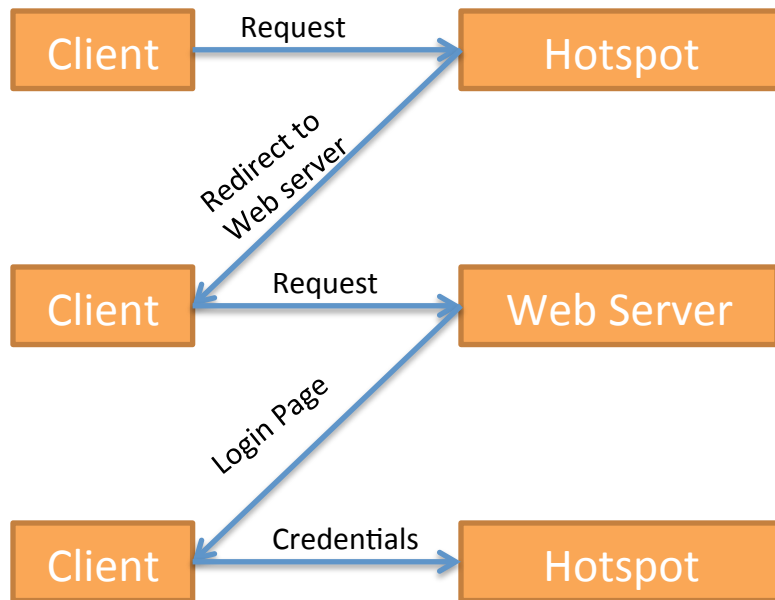 Client
Request
Hotspot
Redirect to
Web server
Client
Request
Web Server
Login Page
Client
Credentials
Hotspot